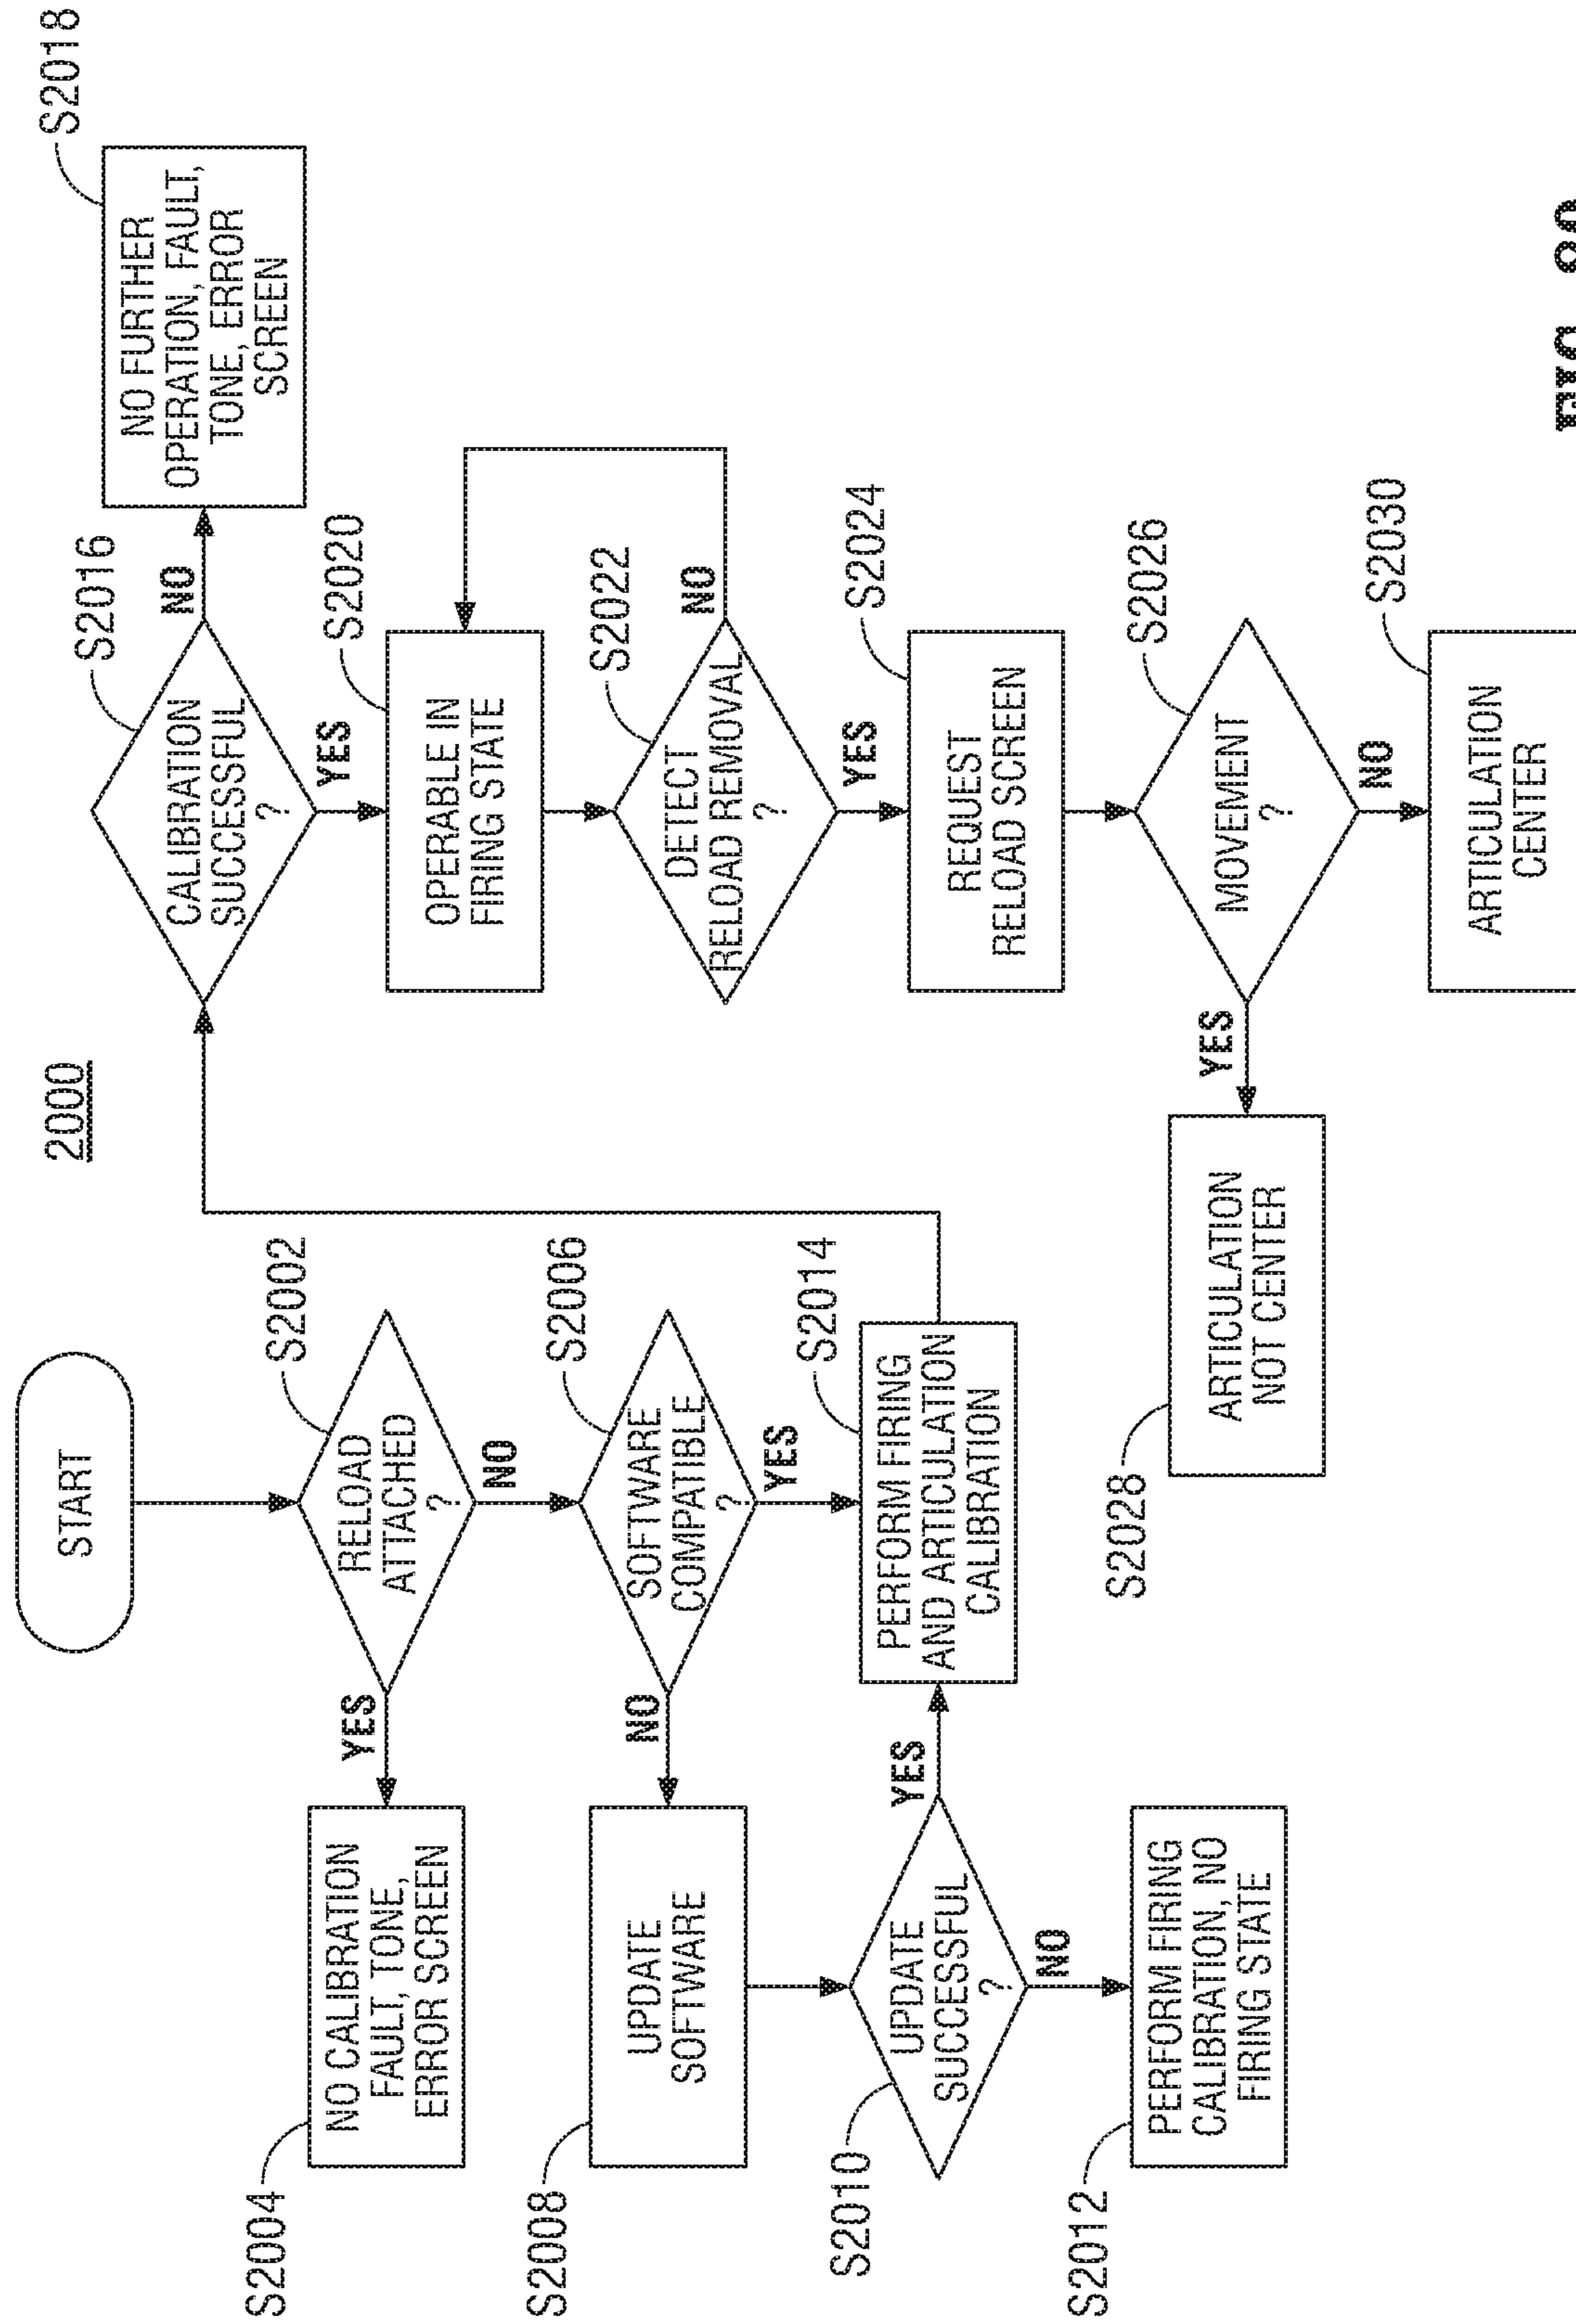 2000
START
S2002
RELOAD
ATTACHED
?
YES
NO
S2004
NO CALIBRATION
FAULT, TONE,
ERROR SCREEN
S2006
SOFTWARE
COMPATIBLE
?
NO
YES
S2008
UPDATE
SOFTWARE
S2010
UPDATE
SUCCESSFUL
?
YES
NO
S2012
PERFORM FIRING
CALIBRATION, NO
FIRING STATE
S2014
PERFORM FIRING
AND ARTICULATION
CALIBRATION
S2016
CALIBRATION
SUCCESSFUL
?
NO
YES
S2018
NO FURTHER
OPERATION, FAULT,
TONE, ERROR
SCREEN
S2020
OPERABLE IN
FIRING STATE
S2022
DETECT
RELOAD REMOVAL
?
NO
YES
S2024
REQUEST
RELOAD SCREEN
S2026
MOVEMENT
?
YES
NO
S2028
ARTICULATION
NOT CENTER
S2030
ARTICULATION
CENTER